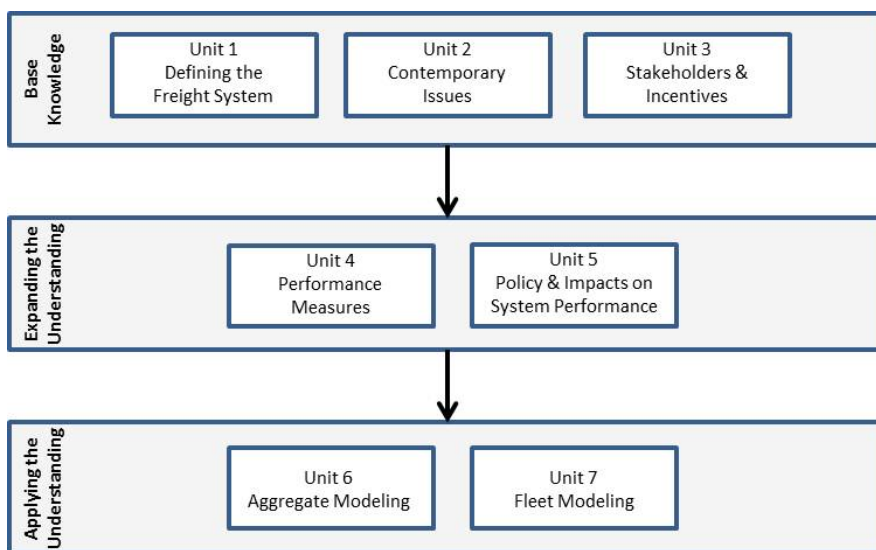 Base
Knowledge
Unit 1
Defining the
Freight System
Unit 2
Contemporary
Issues
Unit 3
Stakeholders &
Incentives
Expanding the
Understanding
Unit 4
Performance
Measures
Unit 5
Policy & Impacts on
System Performance
Applying the
Understanding
Unit 6
Aggregate Modeling
Unit 7
Fleet Modeling